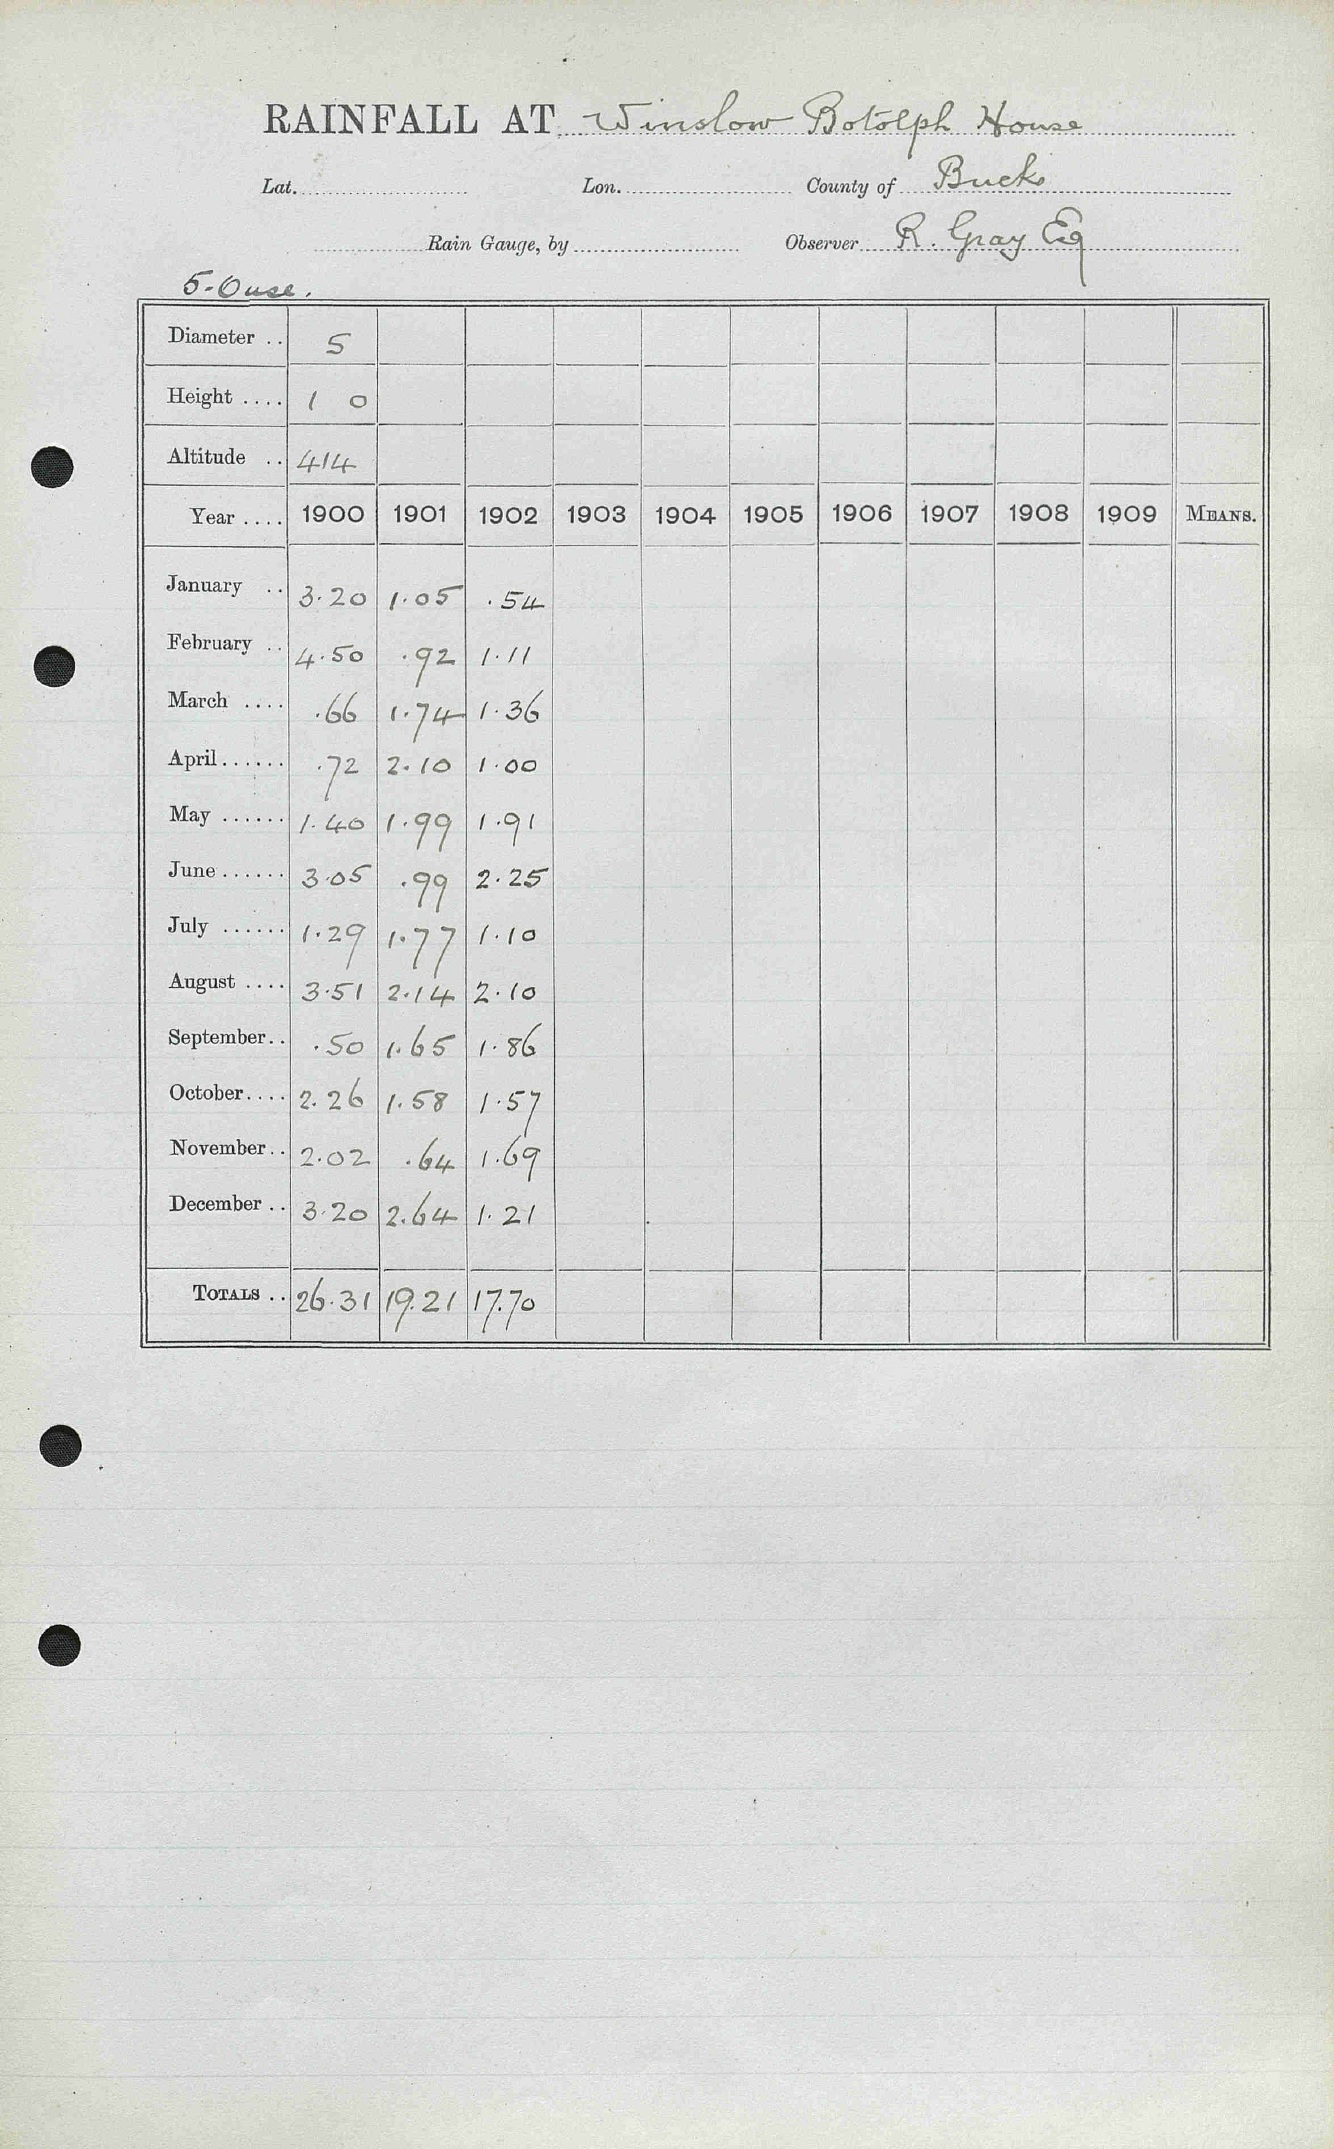 RAINFALL AT Winslow Botolph House
Lat. Lon. County of Bucks
Rain Gauge, by Observer R. Gray Esq
5-Ouse.
Diameter .. 5
Height .... 1 0
Altitude .. 414
Year .... 1900 1901 1902 1903 1904 1905 1906 1907 1908 1909 MEANS.
January .. 3.20 1.05 .54
February .. 4.50 .92 1.11
March .... .66 1.74 1.36
April...... .72 2.10 1.00
May ...... 1.40 1.99 1.91
June...... 3.05 .99 2.25
July ...... 1.29 1.77 1.10
August .... 3.51 2.14 2.10
September.. .50 1.65 1.86
October.... 2.26 1.58 1.57
November.. 2.02 .64 1.69
December .. 3.20 2.64 1.21
TOTALS .. 26.31 19.21 17.70